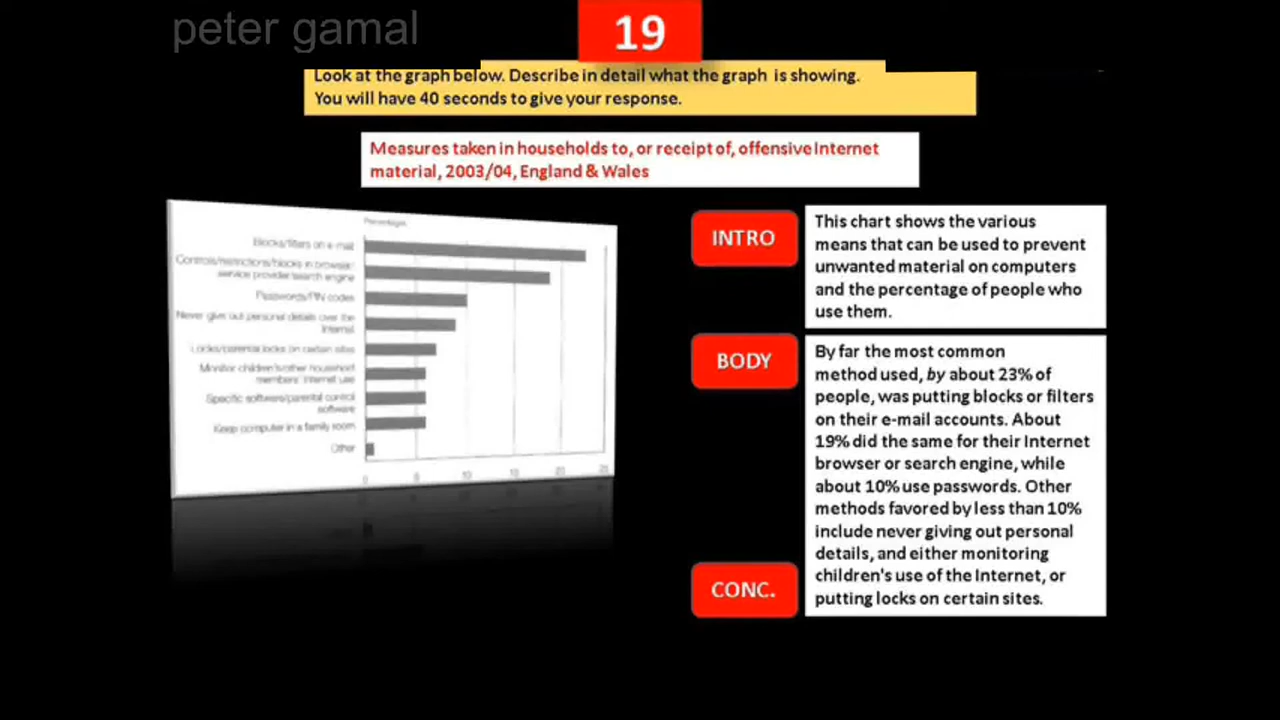 peter gamal
19
Look at the graph below. Describe in detail what the graph is showing.
You will have 40 seconds to give your response.
Measures taken in households to, or receipt of, offensive Internet
material, 2003/04, England & Wales
Percentages
Blocks/filters on e-mail
Controls/restrictions/blocks in browser/
service provider/search engine
Passwords/PIN codes
Never give out personal details over the
Internet
Locks/parental locks on certain sites
Monitor children's/other household
members' Internet use
Specific software/parental control
software
Keep computer in a family room
Other
0 5 10 15 20 25
INTRO
This chart shows the various
means that can be used to prevent
unwanted material on computers
and the percentage of people who
use them.
BODY
By far the most common
method used, by about 23% of
people, was putting blocks or filters
on their e-mail accounts. About
19% did the same for their Internet
browser or search engine, while
about 10% use passwords. Other
methods favored by less than 10%
include never giving out personal
details, and either monitoring
children's use of the Internet, or
putting locks on certain sites.
CONC.